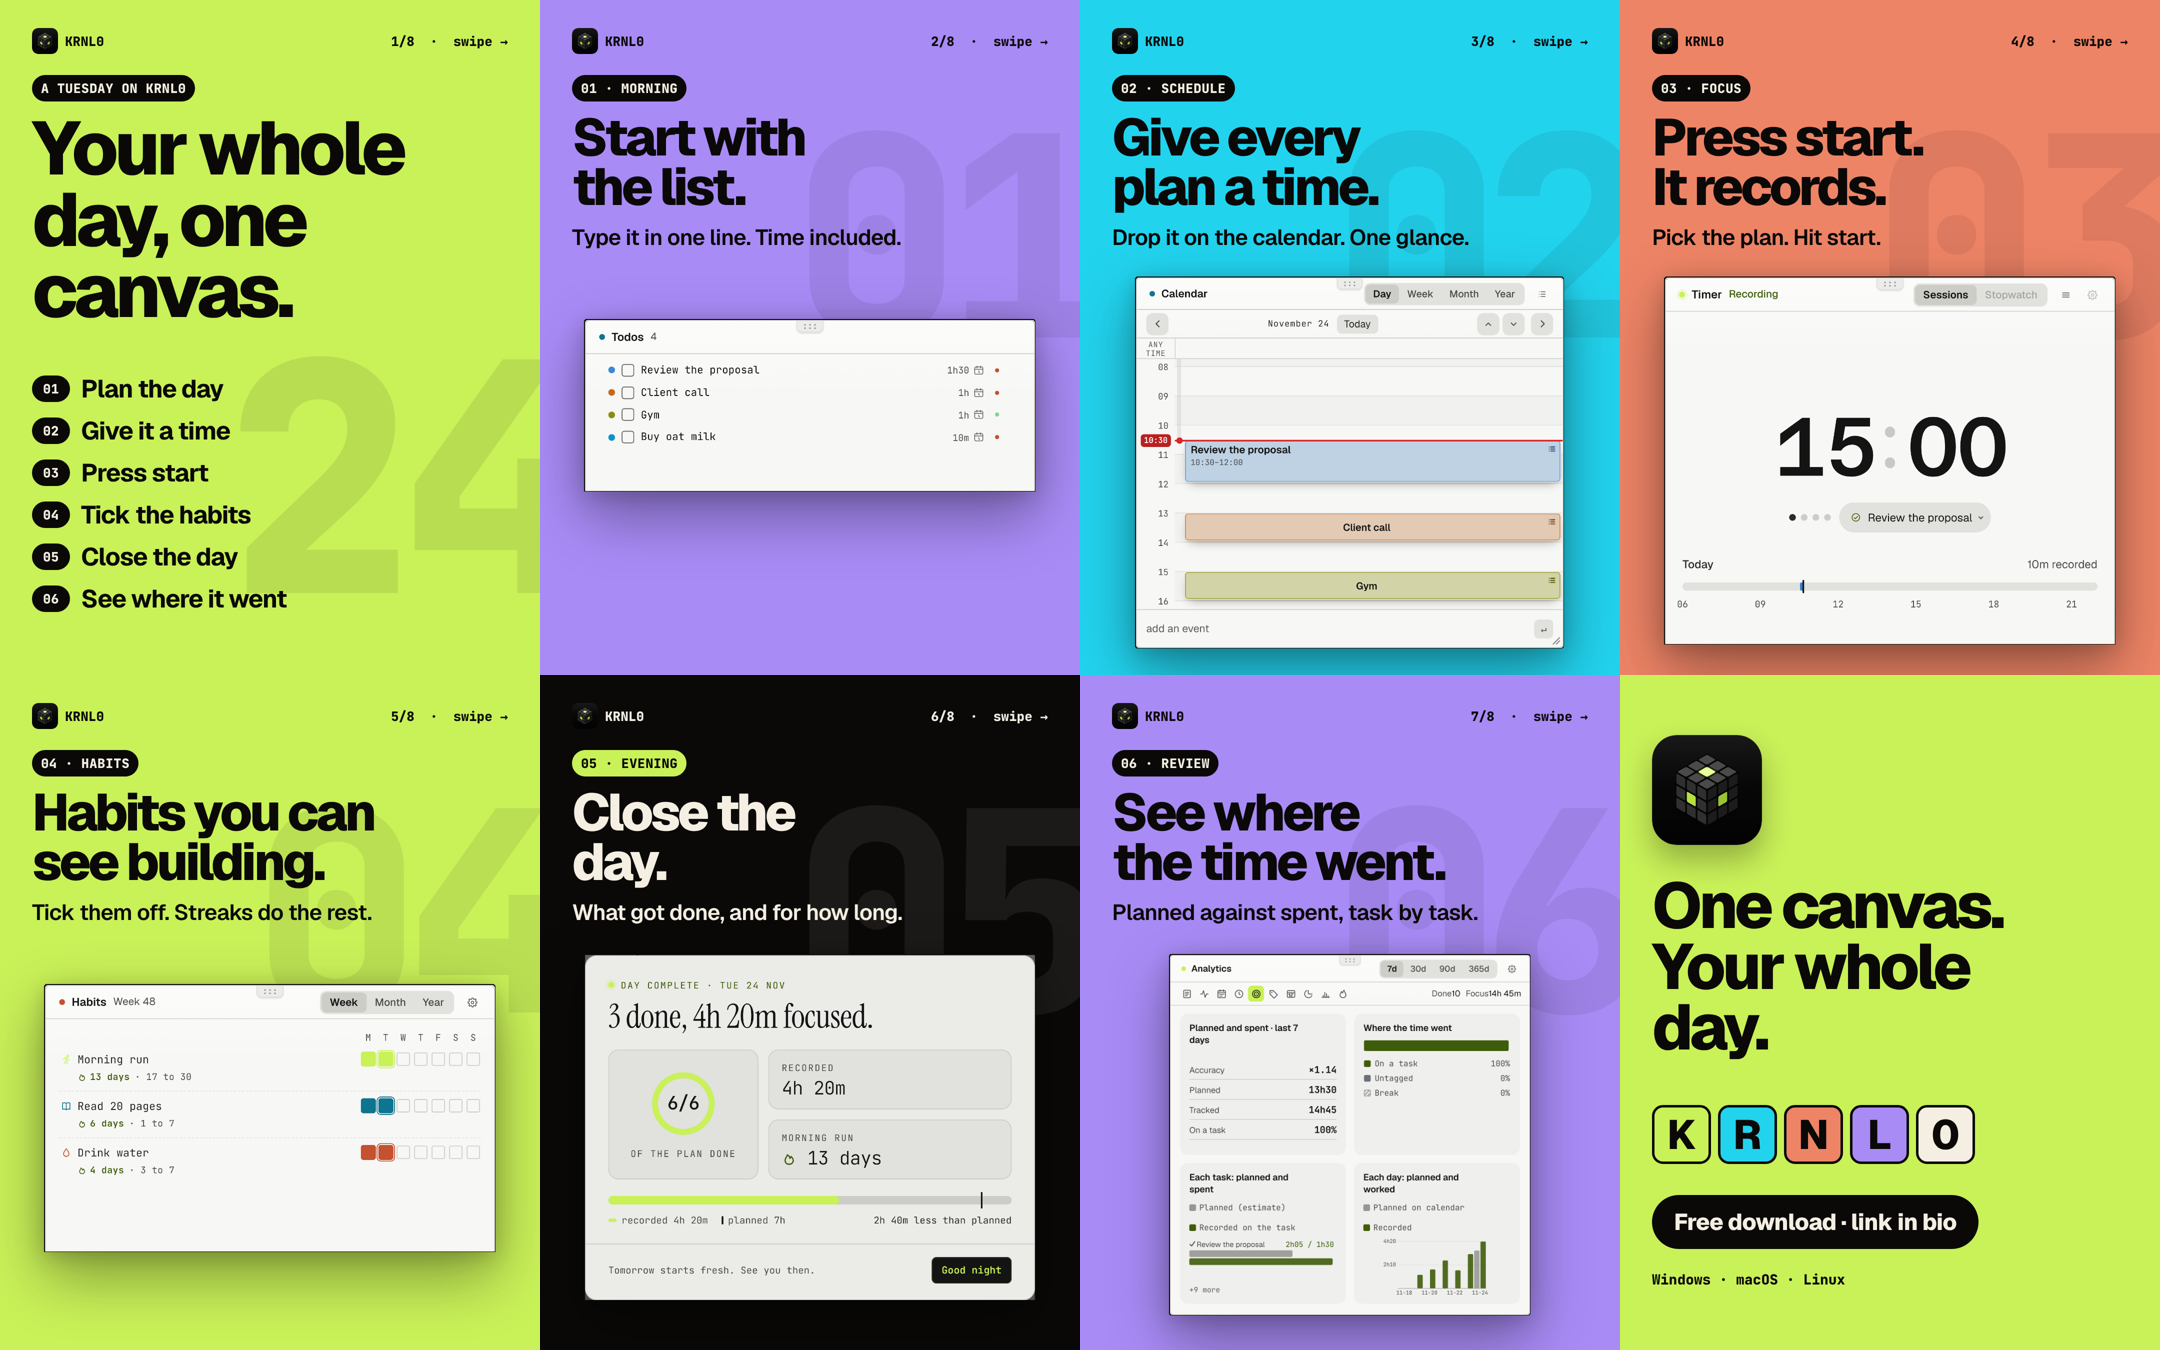 KRNL0
1/8 · swipe →
A TUESDAY ON KRNL0
Your whole
day, one
canvas.
24
01 Plan the day
02 Give it a time
03 Press start
04 Tick the habits
05 Close the day
06 See where it went
KRNL0
2/8 · swipe →
01 · MORNING
01
Start with
the list.
Type it in one line. Time included.
Todos 4
Review the proposal 1h30
Client call 1h
Gym 1h
Buy oat milk 10m
KRNL0
3/8 · swipe →
02 · SCHEDULE
02
Give every
plan a time.
Drop it on the calendar. One glance.
Calendar
Day Week Month Year
November 24 Today
ANY
TIME
08
09
10
10:30
Review the proposal
10:30–12:00
11
12
13
Client call
14
15
Gym
16
add an event
KRNL0
4/8 · swipe →
03 · FOCUS
03
Press start.
It records.
Pick the plan. Hit start.
Timer Recording
Sessions Stopwatch
15:00
Review the proposal
Today 10m recorded
06 09 12 15 18 21
KRNL0
5/8 · swipe →
04 · HABITS
04
Habits you can
see building.
Tick them off. Streaks do the rest.
Habits Week 48
Week Month Year
M T W T F S S
Morning run
13 days · 17 to 30
Read 20 pages
6 days · 1 to 7
Drink water
4 days · 3 to 7
KRNL0
6/8 · swipe →
05 · EVENING
05
Close the
day.
What got done, and for how long.
DAY COMPLETE · TUE 24 NOV
3 done, 4h 20m focused.
6/6
OF THE PLAN DONE
RECORDED
4h 20m
MORNING RUN
13 days
recorded 4h 20m planned 7h 2h 40m less than planned
Tomorrow starts fresh. See you then.
Good night
KRNL0
7/8 · swipe →
06 · REVIEW
06
See where
the time went.
Planned against spent, task by task.
Analytics
7d 30d 90d 365d
Done10 Focus14h 45m
Planned and spent · last 7
days
Accuracy ×1.14
Planned 13h30
Tracked 14h45
On a task 100%
Where the time went
On a task 100%
Untagged 0%
Break 0%
Each task: planned and
spent
Planned (estimate)
Recorded on the task
Review the proposal 2h05 / 1h30
+9 more
Each day: planned and
worked
Planned on calendar
Recorded
4h20
2h10
11-18 11-20 11-22 11-24
One canvas.
Your whole
day.
K R N L 0
Free download · link in bio
Windows · macOS · Linux